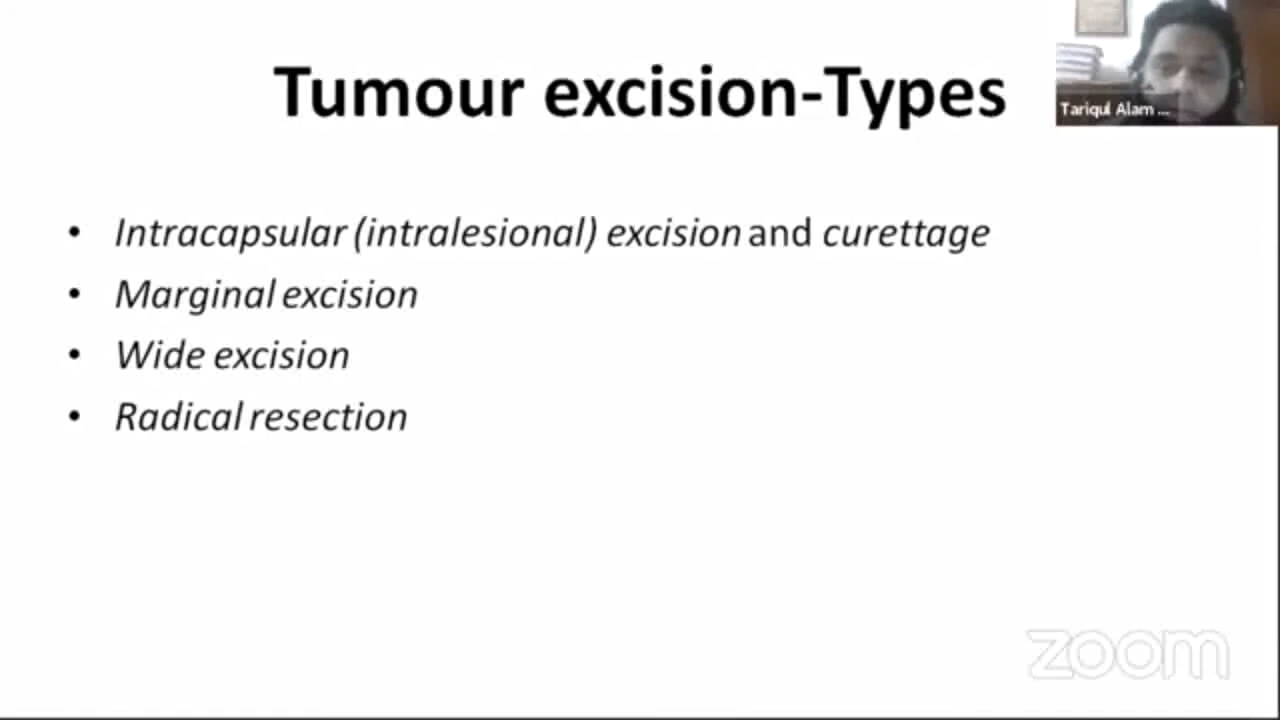 Tumour excision-Types
Tariqul Alam ...
• Intracapsular (intralesional) excision and curettage
• Marginal excision
• Wide excision
• Radical resection
zoom